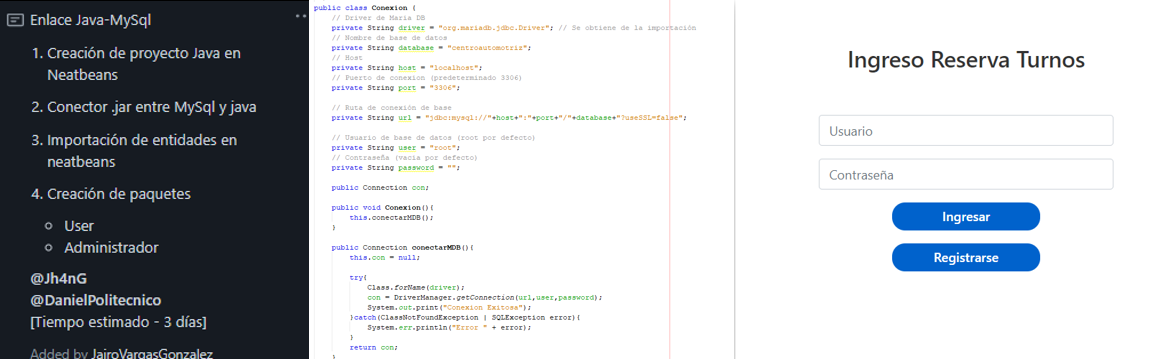 Enlace Java-MySql
1. Creación de proyecto Java en
Neatbeans
2. Conector .jar entre MySql y java
3. Importación de entidades en
neatbeans
4. Creación de paquetes
User
Administrador
@Jh4nG
@DanielPolitecnico
[Tiempo estimado - 3 días]
Added by JairoVargasGonzalez
public class Conexion {
// Driver de Maria DB
private String driver = "org.mariadb.jdbc.Driver"; // Se obtiene de la importación
// Nombre de base de datos
private String database = "centroautomotriz";
// Host
private String host = "localhost";
// Puerto de conexion (predeterminado 3306)
private String port = "3306";
// Ruta de conexión de base
private String url = "jdbc:mysql://"+host+":"+port+"/"+database+"?useSSL=false";
// Usuario de base de datos (root por defecto)
private String user = "root";
// Contraseña (vacia por defecto)
private String password = "";
public Connection con;
public void Conexion(){
this.conectarMDB();
}
public Connection conectarMDB(){
this.con = null;
try{
Class.forName(driver);
con = DriverManager.getConnection(url,user,password);
System.out.print("Conexion Exitosa");
}catch(ClassNotFoundException | SQLException error){
System.err.println("Error " + error);
}
return con;
}
Ingreso Reserva Turnos
Usuario
Contraseña
Ingresar
Registrarse